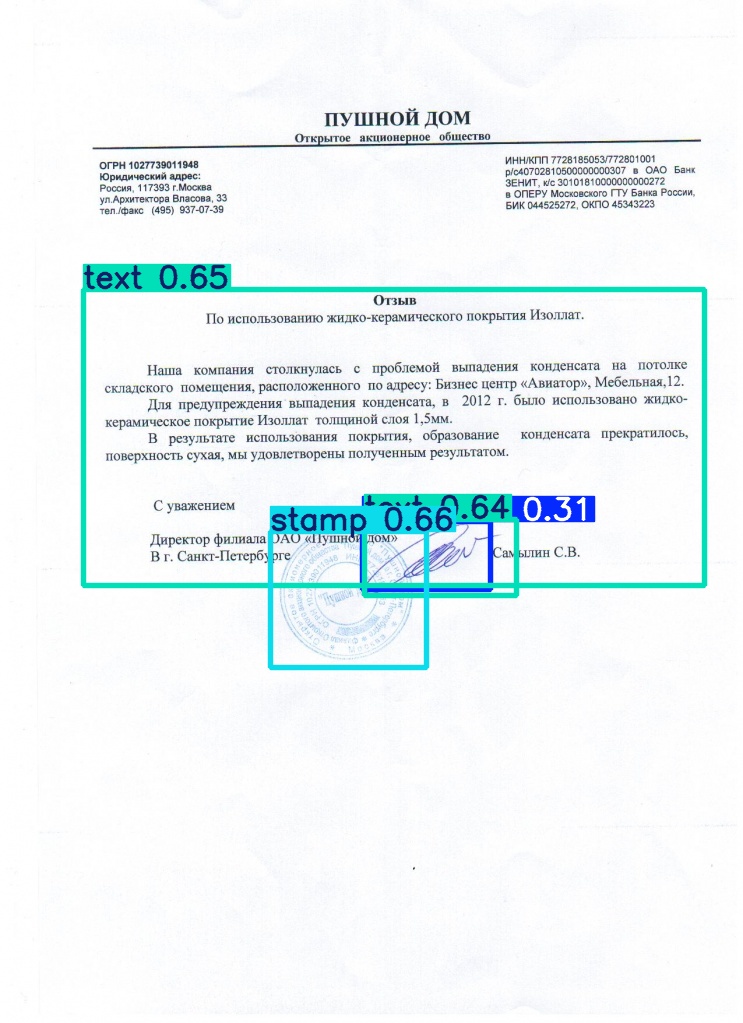 ПУШНОЙ ДОМ
Открытое акционерное общество
ОГРН 1027739011948
Юридический адрес:
Россия, 117393 г.Москва
ул.Архитектора Власова, 33
тел./факс (495) 937-07-39
ИНН/КПП 7728185053/772801001
р/с40702810500000000307 в ОАО Банк
ЗЕНИТ, к/с 30101810000000000272
в ОПЕРУ Московского ГТУ Банка России,
БИК 044525272, ОКПО 45343223
text 0.65
Отзыв
По использованию жидко-керамического покрытия Изоллат.
Наша компания столкнулась с проблемой выпадения конденсата на потолке
складского помещения, расположенного по адресу: Бизнес центр «Авиатор», Мебельная,12.
Для предупреждения выпадения конденсата, в 2012 г. было использовано жидко-
керамическое покрытие Изоллат толщиной слоя 1,5мм.
В результате использования покрытия, образование конденсата прекратилось,
поверхность сухая, мы удовлетворены полученным результатом.
С уважением
text 0.64 0.31
stamp 0.66
Директор филиала ОАО «Пушной дом»
В г. Санкт-Петербурге Самылин С.В.